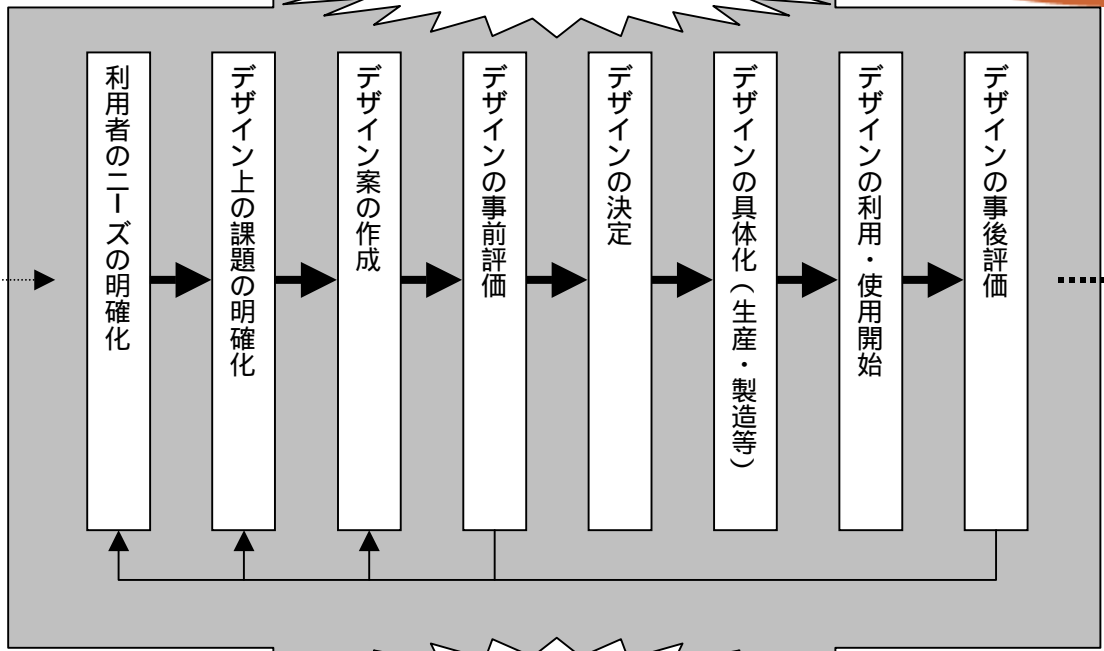 利用者のニーズの明確化
デザイン上の課題の明確化
デザイン案の作成
デザインの事前評価
デザインの決定
デザインの具体化（生産・製造等）
デザインの利用・使用開始
デザインの事後評価